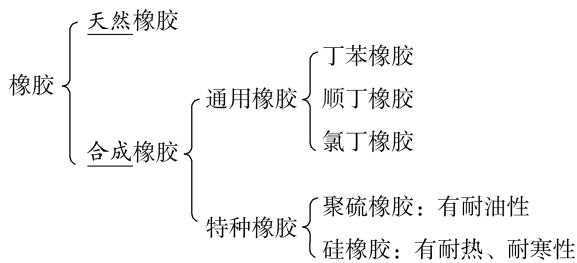 橡胶
天然橡胶
合成橡胶
通用橡胶
丁苯橡胶
顺丁橡胶
氯丁橡胶
特种橡胶
聚硫橡胶：有耐油性
硅橡胶：有耐热、耐寒性